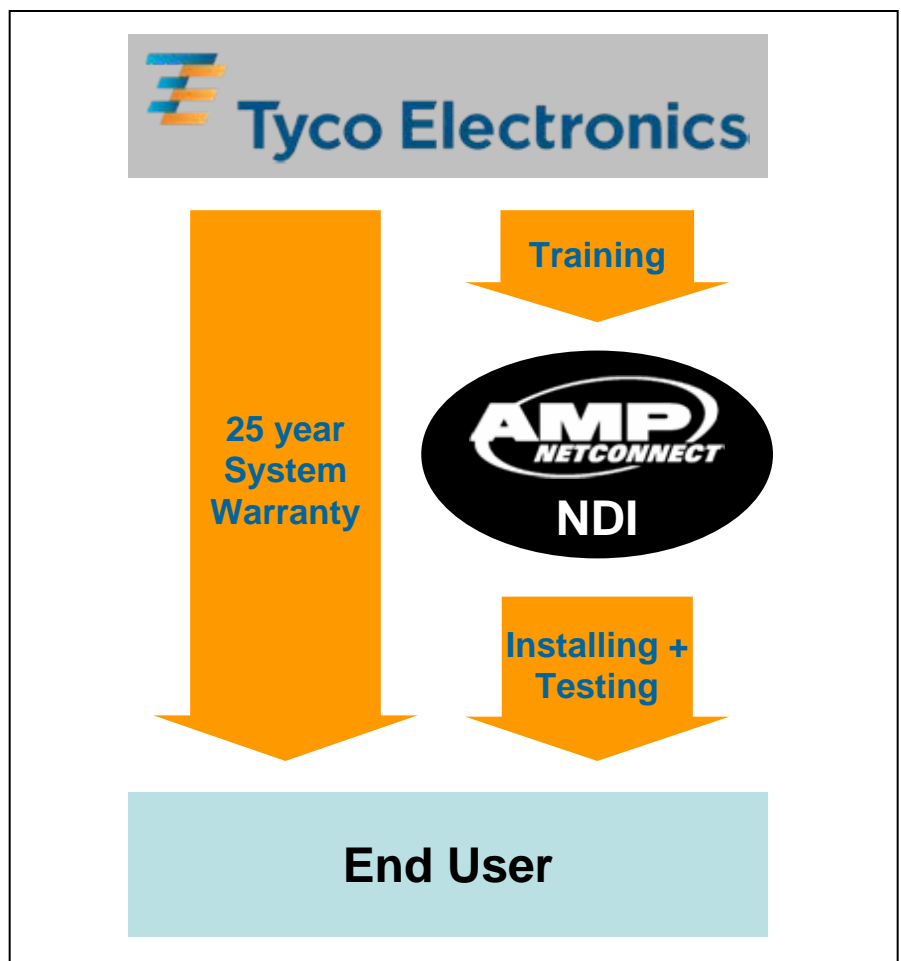 Tyco Electronics
Training
25 year
System
Warranty
AMP
NETCONNECT
NDI
Installing +
Testing
End User